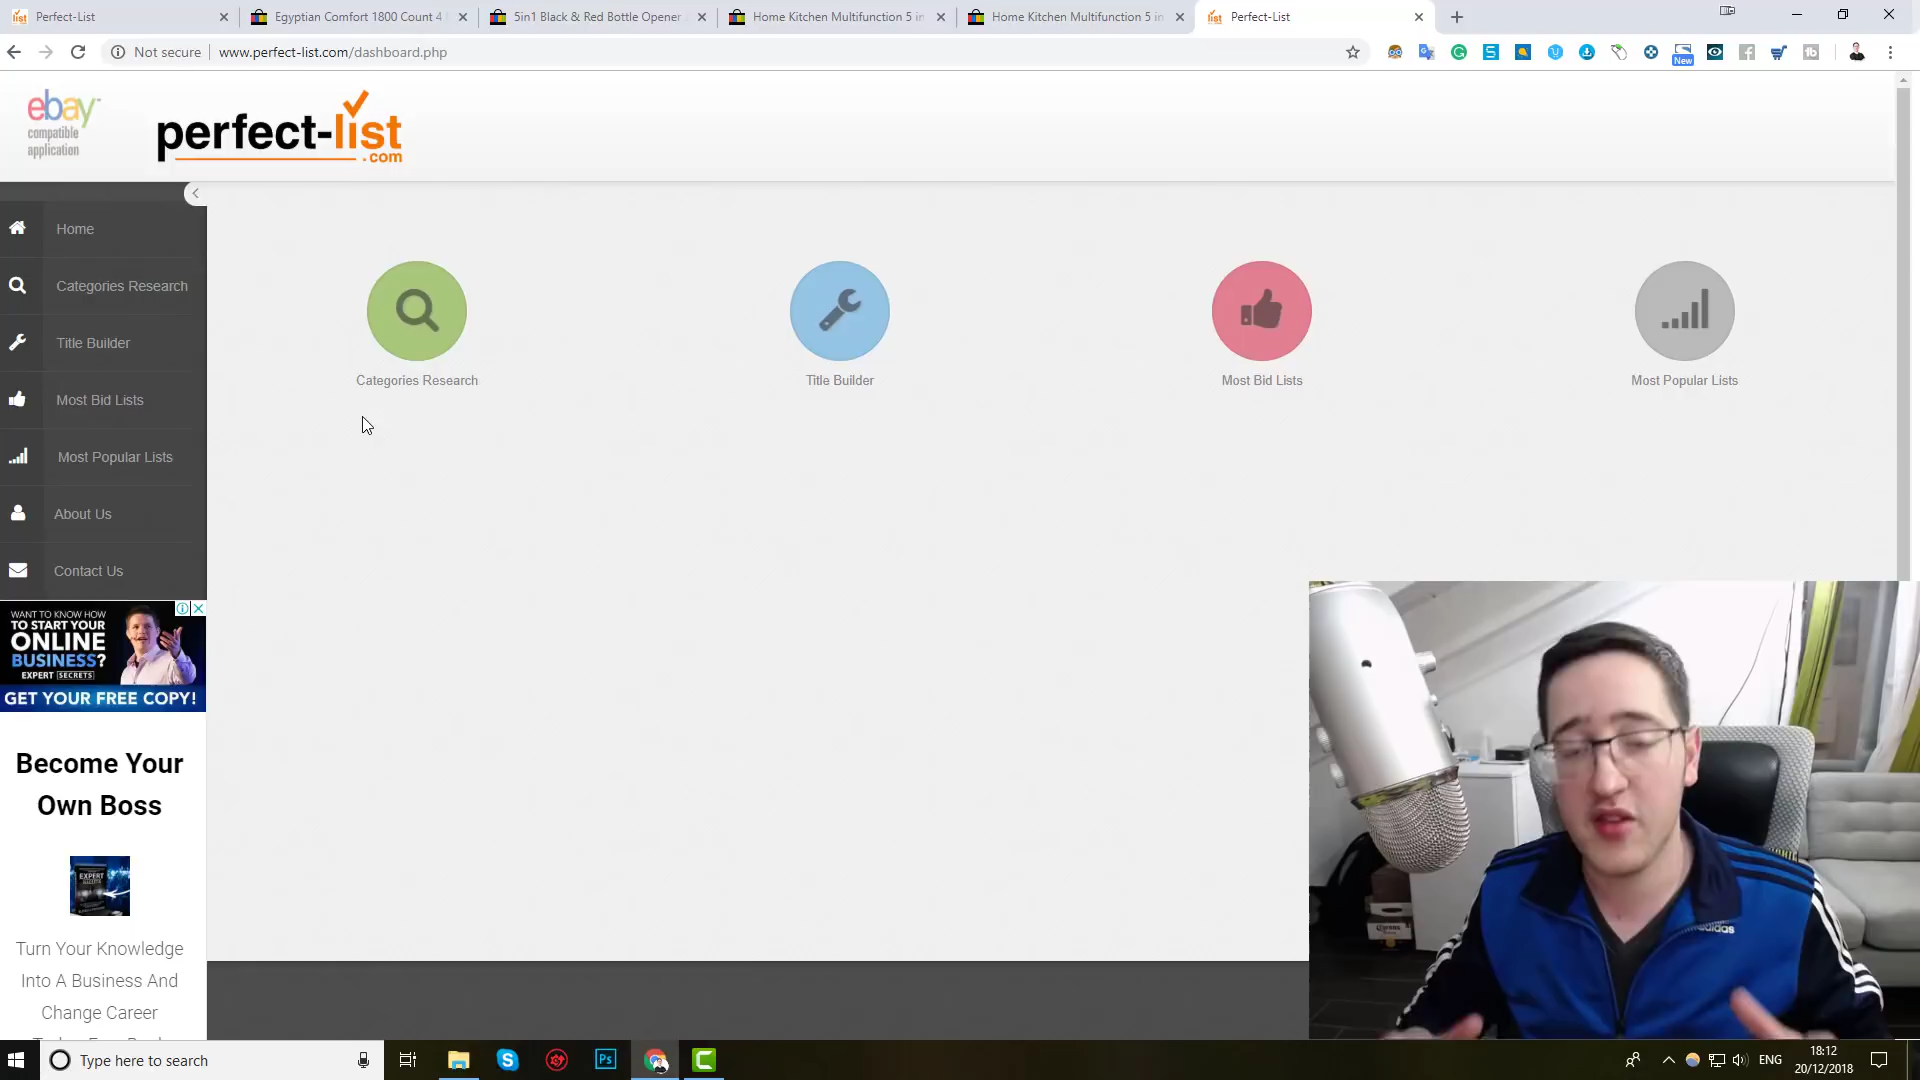 Perfect-List
Egyptian Comfort 1800 Count 4
5in1 Black & Red Bottle Opener
Home Kitchen Multifunction 5 in
Home Kitchen Multifunction 5 in
Perfect-List
Not secure
www.perfect-list.com/dashboard.php
New
ebay
compatible
application
perfect-list
.com
Home
Categories Research
Title Builder
Most Bid Lists
Most Popular Lists
About Us
Contact Us
Categories Research
Title Builder
Most Bid Lists
Most Popular Lists
WANT TO KNOW HOW
TO START YOUR
ONLINE
BUSINESS?
EXPERT SECRETS
GET YOUR FREE COPY!
Become Your
Own Boss
EXPERT
Turn Your Knowledge
Into A Business And
Change Career
adidas
Type here to search
Ps
ENG
18:12
20/12/2018